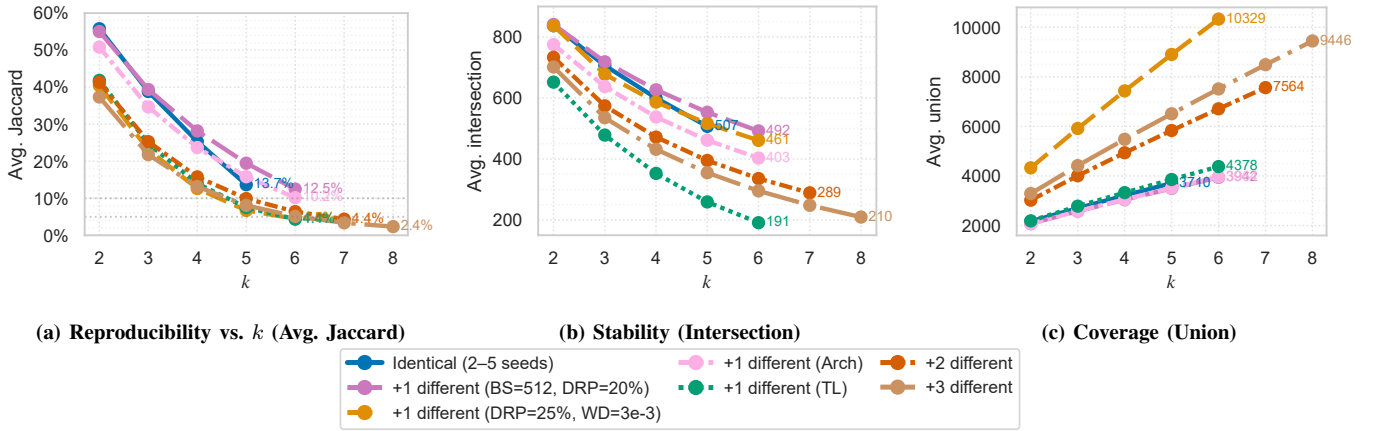 60%
50%
40%
30%
20%
10%
0%
Avg. Jaccard
2 3 4 5 6 7 8
k
13.7%
12.5%
10.2%
4.4%
4.4%
2.4%
(a) Reproducibility vs. k (Avg. Jaccard)
800
600
400
200
Avg. intersection
2 3 4 5 6 7 8
k
507
492
461
403
289
210
191
(b) Stability (Intersection)
10000
8000
6000
4000
2000
Avg. union
2 3 4 5 6 7 8
k
10329
9446
7564
4378
3942
3710
(c) Coverage (Union)
Identical (2–5 seeds)
+1 different (BS=512, DRP=20%)
+1 different (DRP=25%, WD=3e-3)
+1 different (Arch)
+1 different (TL)
+2 different
+3 different